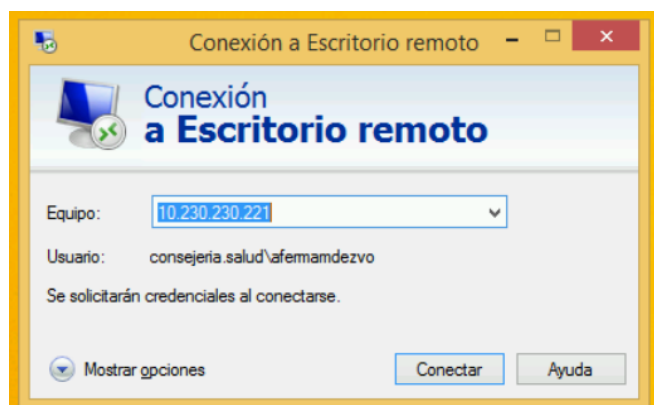 Conexión a Escritorio remoto
Conexión
a Escritorio remoto
Equipo: 10.230.230.221
Usuario: consejeria.salud\afermamdezvo
Se solicitarán credenciales al conectarse.
Mostrar opciones Conectar Ayuda